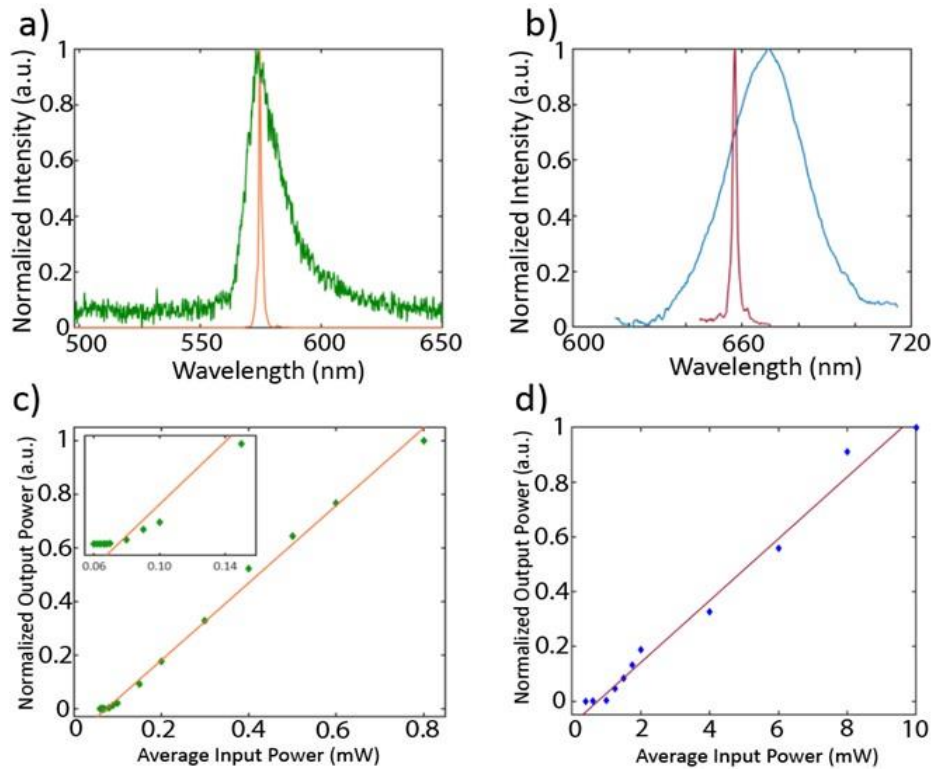 a)
Normalized Intensity (a.u.)
1
0.8
0.6
0.4
0.2
0
500 550 600 650
Wavelength (nm)
b)
Normalized Intensity (a.u.)
1
0.8
0.6
0.4
0.2
0
600 660 720
Wavelength (nm)
c)
Normalized Output Power (a.u.)
1
0.8
0.6
0.4
0.2
0
0.06 0.10 0.14
0 0.2 0.4 0.6 0.8
Average Input Power (mW)
d)
Normalized Output Power (a.u.)
1
0.8
0.6
0.4
0.2
0
0 2 4 6 8 10
Average Input Power (mW)